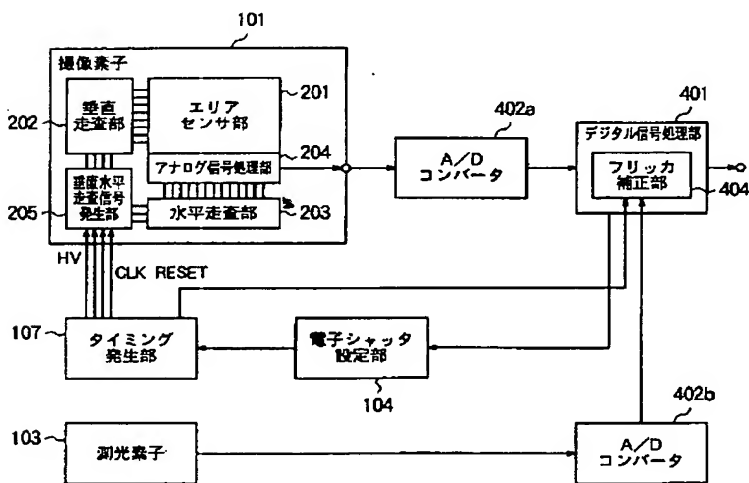 101
撮像素子
垂直
走査部
202
エリア
センサ部
201
アナログ信号処理部
204
垂直水平
走査信号
発生部
205
水平走査部
203
HV
CLK RESET
402a
A/D
コンバータ
401
デジタル信号処理部
フリッカ
補正部
404
107
タイミング
発生部
電子シャッタ
設定部
104
103
測光素子
402b
A/D
コンバータ